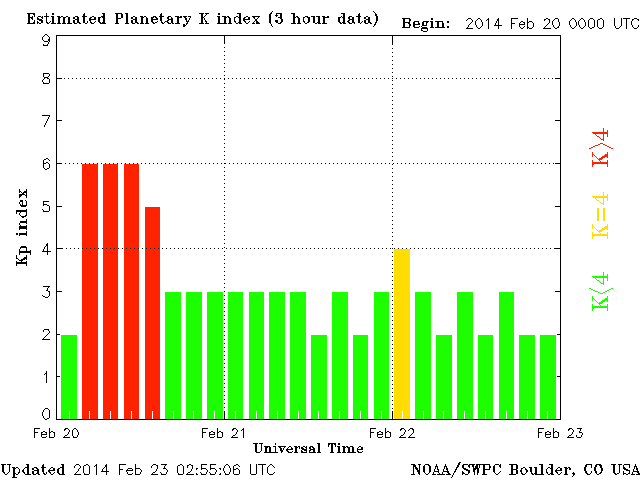 Estimated Planetary K index (3 hour data) Begin: 2014 Feb 20 0000 UTC
9
8
7
6
5
4
3
2
1
0
Kp index
K>4
K=4
K<4
Feb 20 Feb 21 Feb 22 Feb 23
Universal Time
Updated 2014 Feb 23 02:55:06 UTC NOAA/SWPC Boulder, CO USA